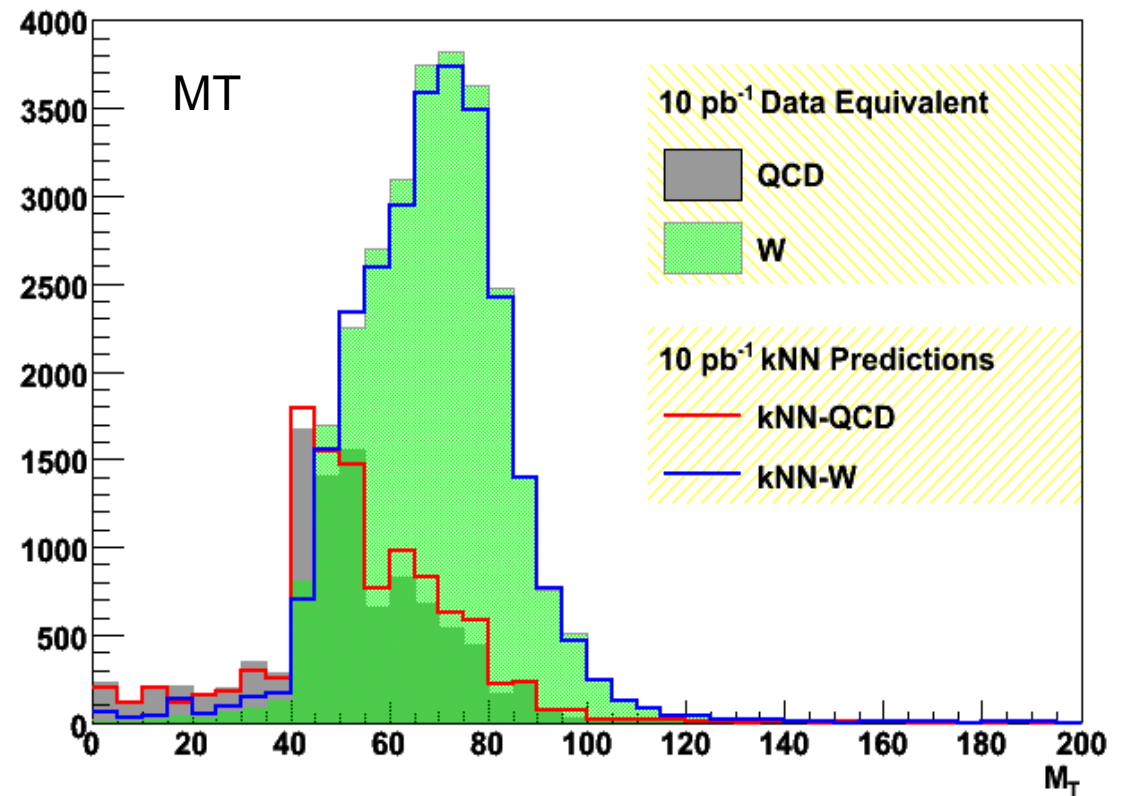 4000
3500
3000
2500
2000
1500
1000
500
0
MT
10 pb⁻¹ Data Equivalent
QCD
W
10 pb⁻¹ kNN Predictions
kNN-QCD
kNN-W
0 20 40 60 80 100 120 140 160 180 200
M_T